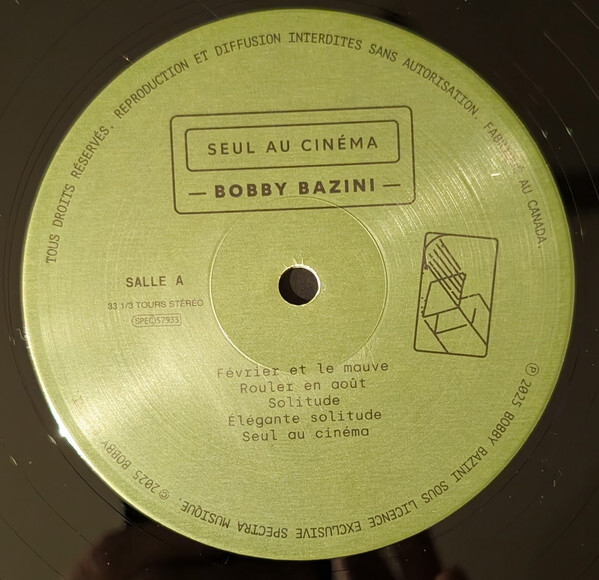 TOUS DROITS RÉSERVÉS. REPRODUCTION ET DIFFUSION INTERDITES SANS AUTORISATION. FABRIQUÉ AU CANADA.
SEUL AU CINÉMA
— BOBBY BAZINI —
SALLE A
33 1/3 TOURS STÉRÉO
SPEC57933
Février et le mauve
Rouler en août
Solitude
Élégante solitude
Seul au cinéma
℗ 2025 BOBBY BAZINI SOUS LICENCE EXCLUSIVE SPECTRA MUSIQUE. ©2025 BOBBY